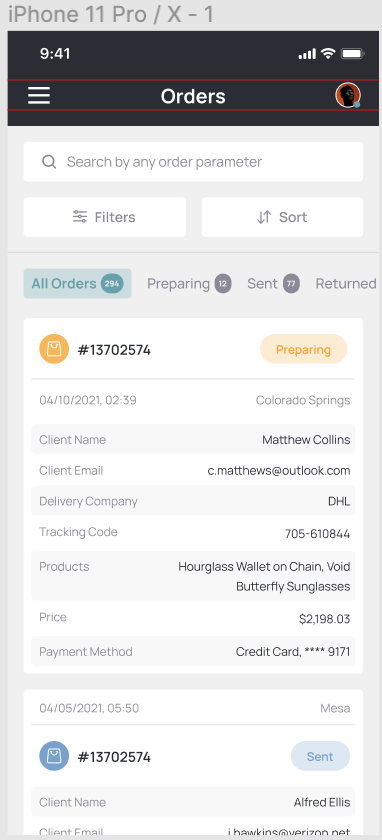 iPhone 11 Pro / X - 1
9:41
Orders
Search by any order parameter
Filters
Sort
All Orders 294 Preparing 12 Sent 77 Returned
#13702574 Preparing
04/10/2021, 02:39 Colorado Springs
Client Name Matthew Collins
Client Email c.matthews@outlook.com
Delivery Company DHL
Tracking Code 705-610844
Products Hourglass Wallet on Chain, Void
Butterfly Sunglasses
Price $2,198.03
Payment Method Credit Card, **** 9171
04/05/2021, 05:50 Mesa
#13702574 Sent
Client Name Alfred Ellis
Client Email j.hawkins@verizon.net